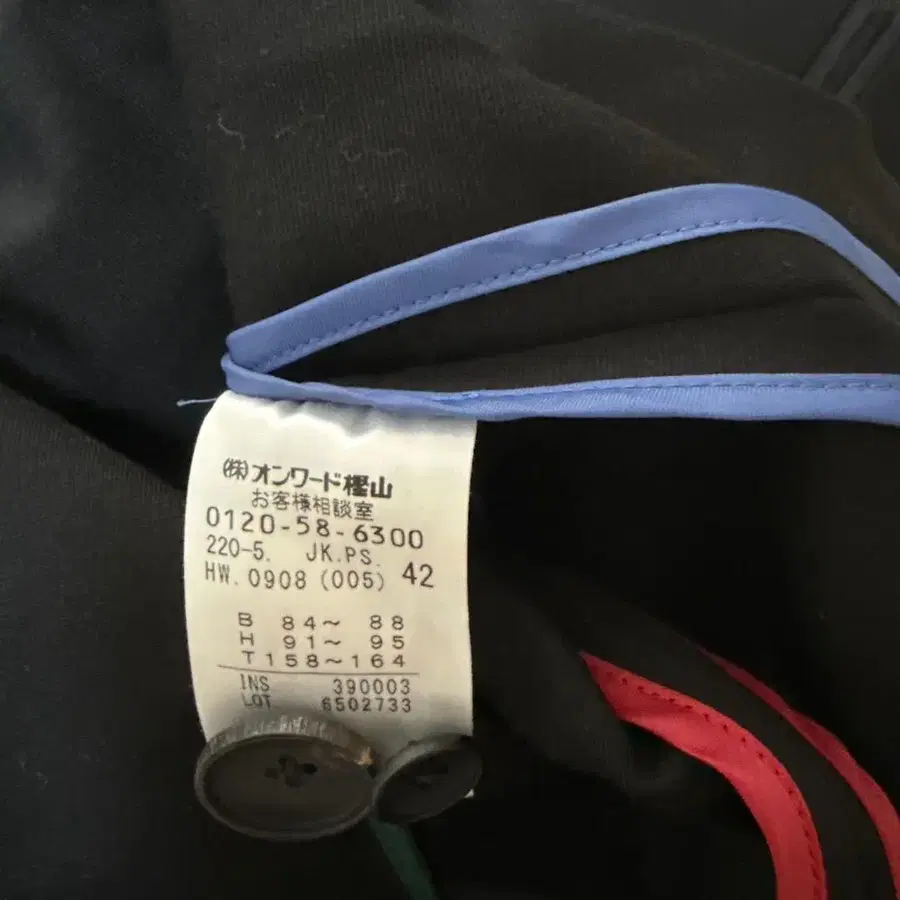 ㈱オンワード樫山
お客様相談室
0120-58-6300
220-5. JK.PS.
HW.0908(005) 42
B 84～ 88
H 91～ 95
T158～164
INS 390003
LOT 6502733